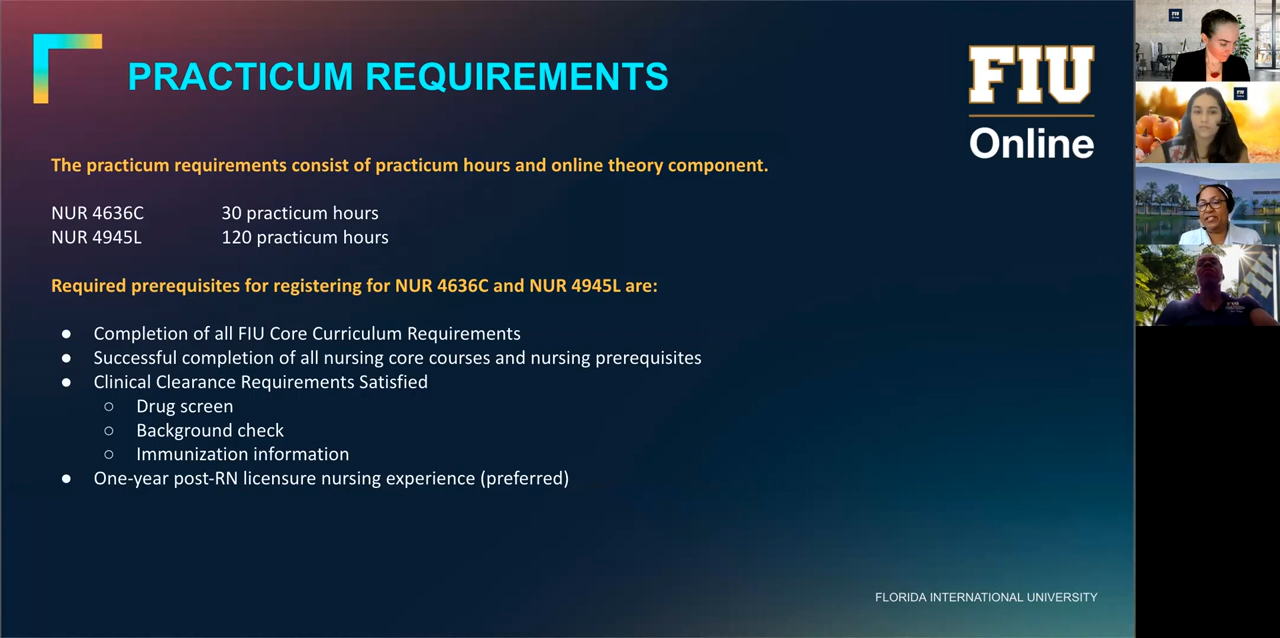 PRACTICUM REQUIREMENTS
FIU
Online
The practicum requirements consist of practicum hours and online theory component.
NUR 4636C 30 practicum hours
NUR 4945L 120 practicum hours
Required prerequisites for registering for NUR 4636C and NUR 4945L are:
● Completion of all FIU Core Curriculum Requirements
● Successful completion of all nursing core courses and nursing prerequisites
● Clinical Clearance Requirements Satisfied
○ Drug screen
○ Background check
○ Immunization information
● One-year post-RN licensure nursing experience (preferred)
FLORIDA INTERNATIONAL UNIVERSITY
FIU
FIU